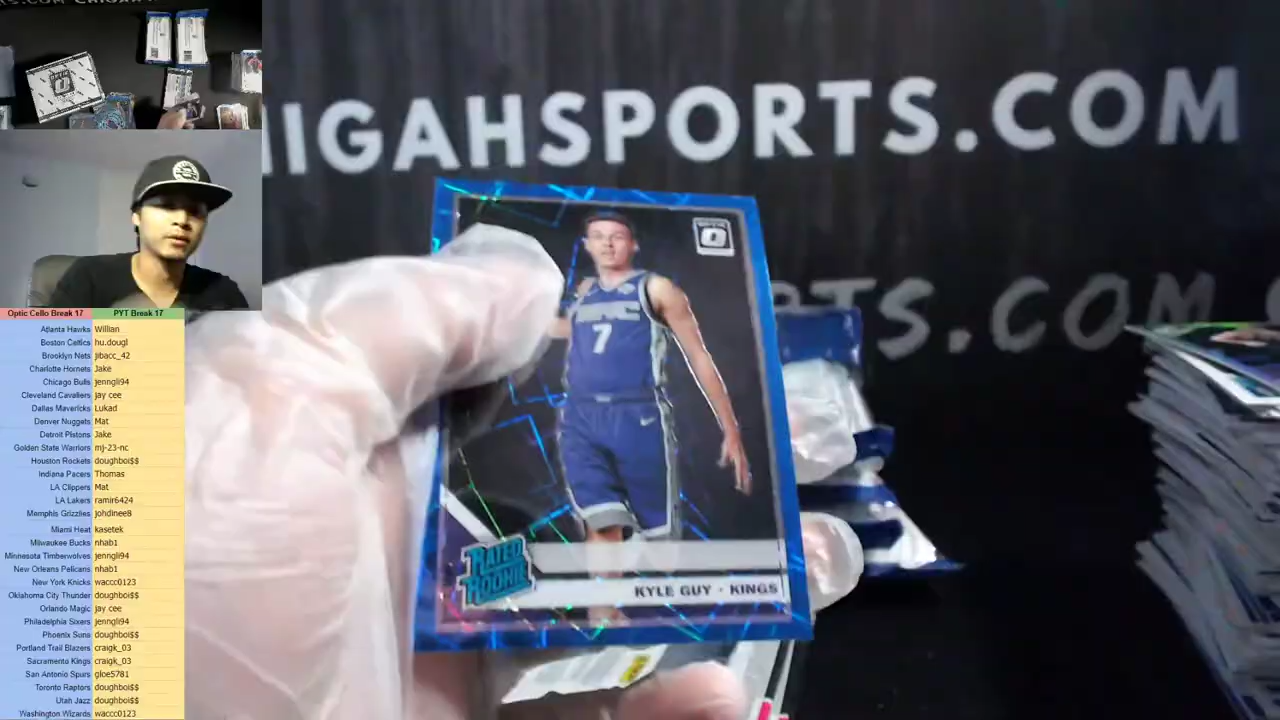 IGAHSPORTS.COM
RTS.COM
7
RATED
ROOKIE
KYLE GUY · KINGS
Optic Cello Break 17 PYT Break 17
Atlanta Hawks Willian
Boston Celtics hu.dougl
Brooklyn Nets jibacc_42
Charlotte Hornets Jake
Chicago Bulls jenngli94
Cleveland Cavaliers jay cee
Dallas Mavericks Lukad
Denver Nuggets Mat
Detroit Pistons Jake
Golden State Warriors mj-23-nc
Houston Rockets doughboi$$
Indiana Pacers Thomas
LA Clippers Mat
LA Lakers ramir6424
Memphis Grizzlies johdinee8
Miami Heat kasetek
Milwaukee Bucks nhab1
Minnesota Timberwolves jenngli94
New Orleans Pelicans nhab1
New York Knicks waccc0123
Oklahoma City Thunder doughboi$$
Orlando Magic jay cee
Philadelphia Sixers jenngli94
Phoenix Suns doughboi$$
Portland Trail Blazers craigk_03
Sacramento Kings craigk_03
San Antonio Spurs gloe5781
Toronto Raptors doughboi$$
Utah Jazz doughboi$$
Washington Wizards waccc0123